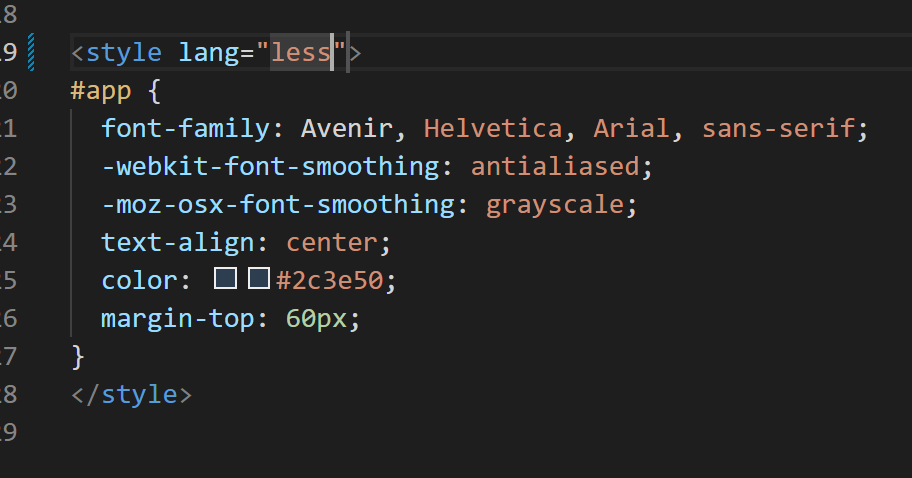 8
9 <style lang="less">
0 #app {
1 font-family: Avenir, Helvetica, Arial, sans-serif;
2 -webkit-font-smoothing: antialiased;
3 -moz-osx-font-smoothing: grayscale;
4 text-align: center;
5 color: #2c3e50;
6 margin-top: 60px;
7 }
8 </style>
9